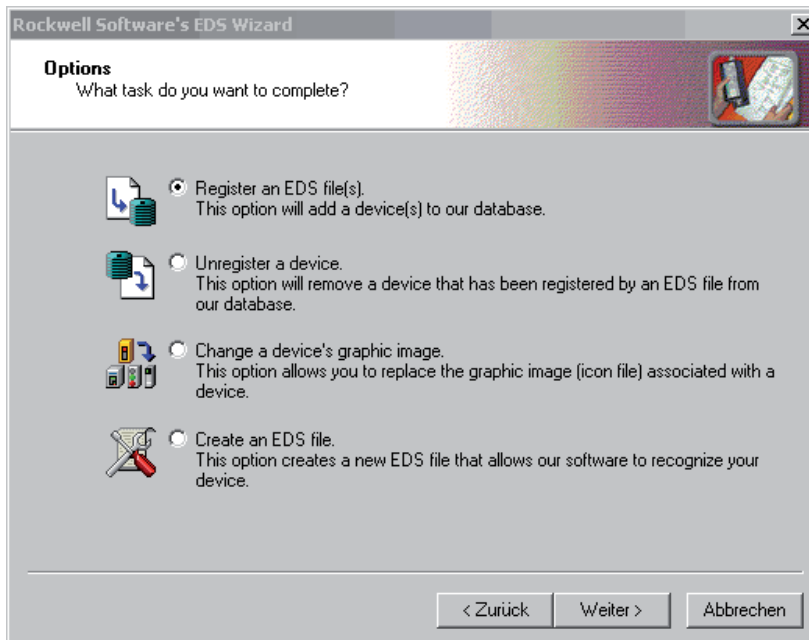 Rockwell Software's EDS Wizard
Options
What task do you want to complete?
Register an EDS file(s).
This option will add a device(s) to our database.
Unregister a device.
This option will remove a device that has been registered by an EDS file from
our database.
Change a device's graphic image.
This option allows you to replace the graphic image (icon file) associated with a
device.
Create an EDS file.
This option creates a new EDS file that allows our software to recognize your
device.
< Zurück
Weiter >
Abbrechen